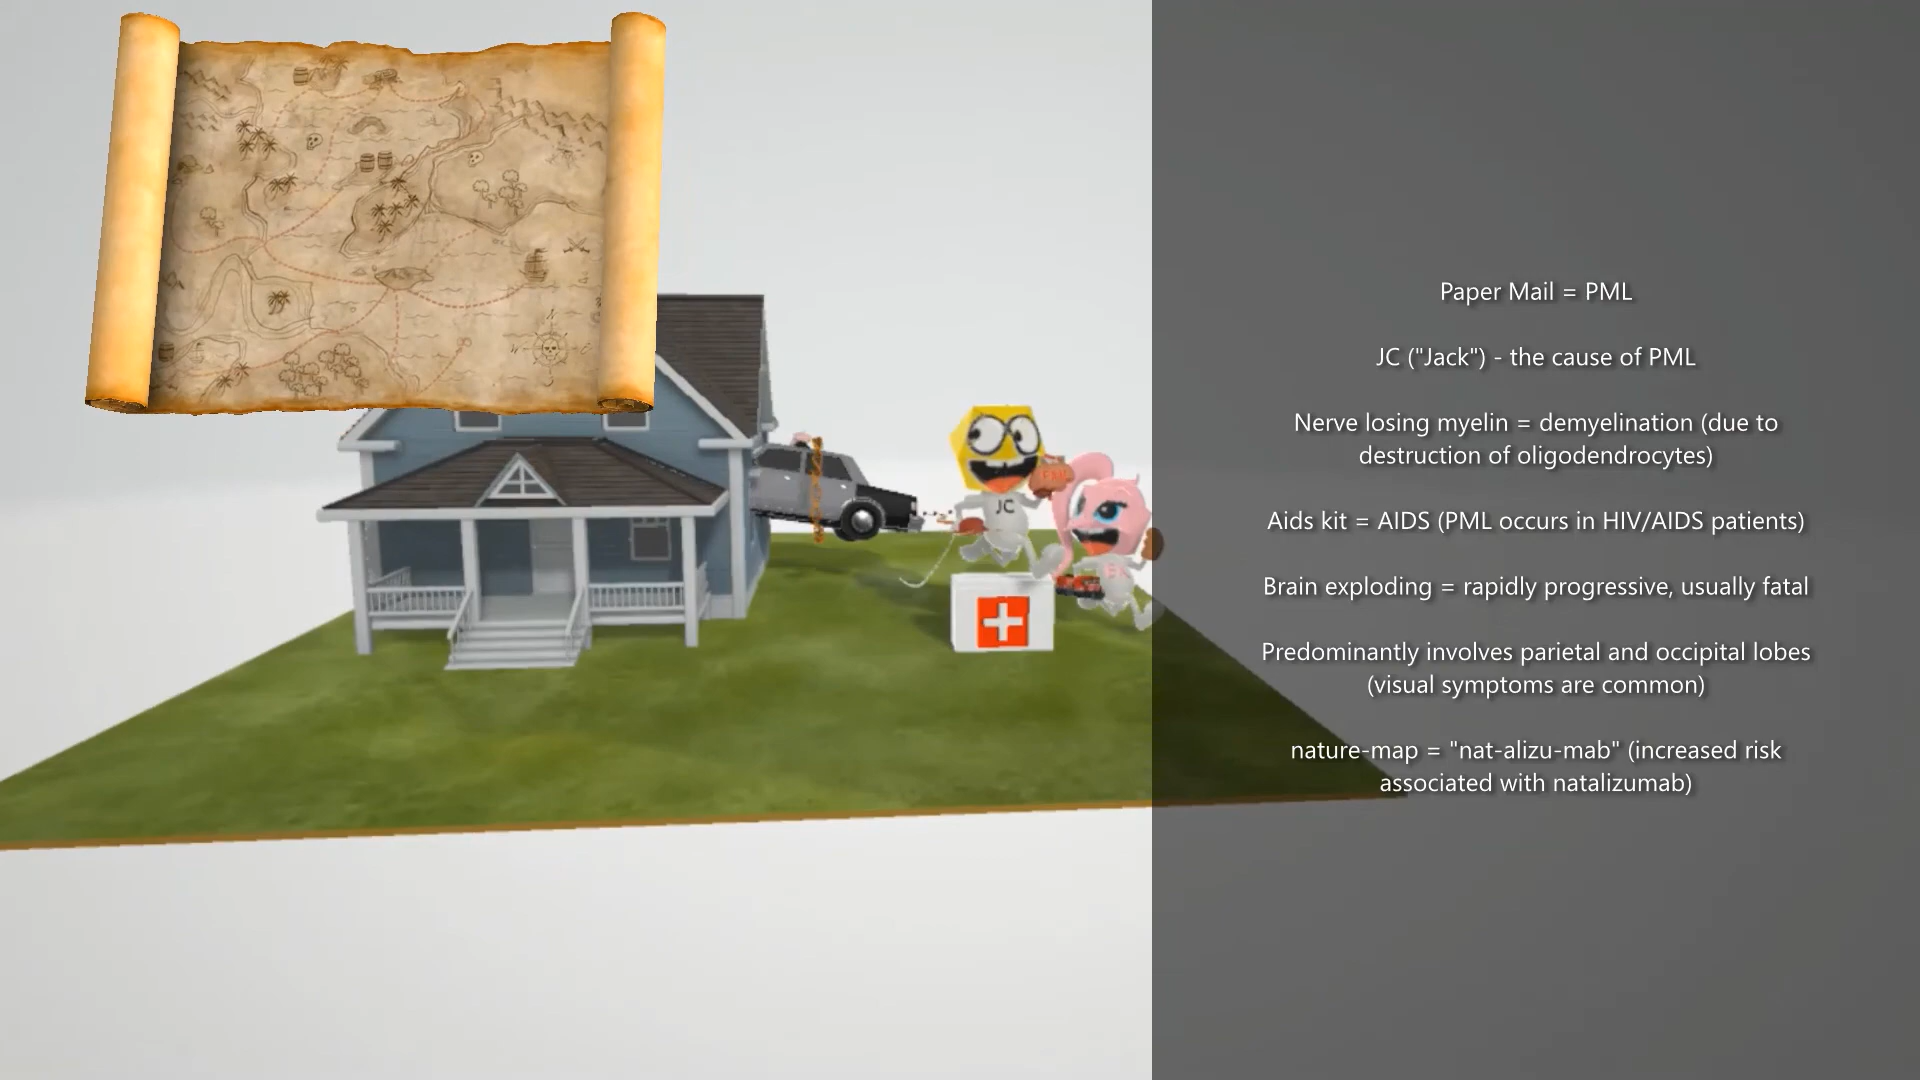 Paper Mail = PML
JC ("Jack") - the cause of PML
Nerve losing myelin = demyelination (due to
destruction of oligodendrocytes)
Aids kit = AIDS (PML occurs in HIV/AIDS patients)
Brain exploding = rapidly progressive, usually fatal
Predominantly involves parietal and occipital lobes
(visual symptoms are common)
nature-map = "nat-alizu-mab" (increased risk
associated with natalizumab)
JC